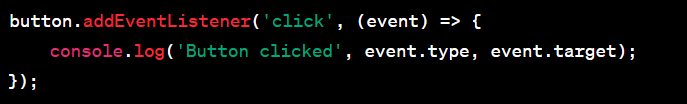 button.addEventListener('click', (event) => {
    console.log('Button clicked', event.type, event.target);
});